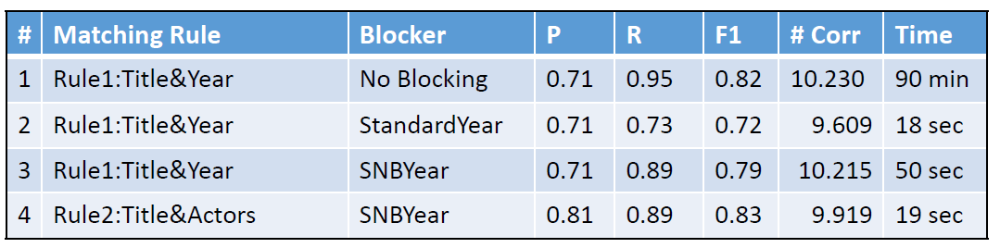 # Matching Rule Blocker P R F1 # Corr Time
1 Rule1:Title&Year No Blocking 0.71 0.95 0.82 10.230 90 min
2 Rule1:Title&Year StandardYear 0.71 0.73 0.72 9.609 18 sec
3 Rule1:Title&Year SNBYear 0.71 0.89 0.79 10.215 50 sec
4 Rule2:Title&Actors SNBYear 0.81 0.89 0.83 9.919 19 sec